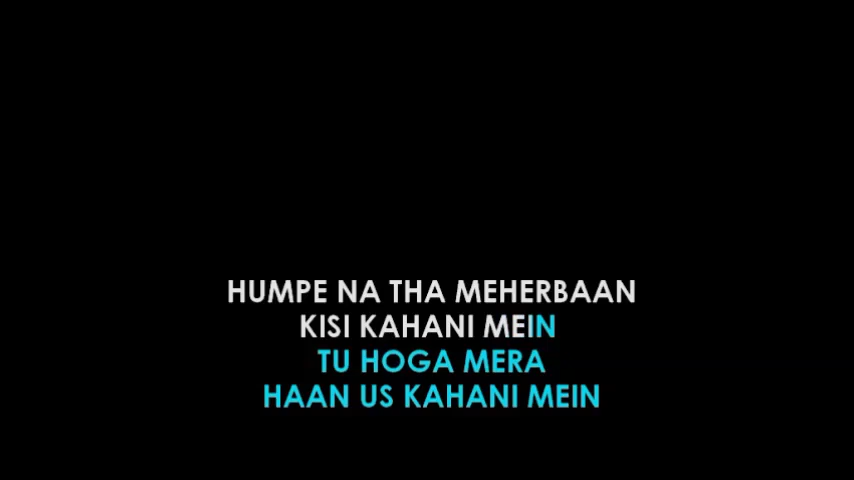 HUMPE NA THA MEHERBAAN
KISI KAHANI MEIN
TU HOGA MERA
HAAN US KAHANI MEIN